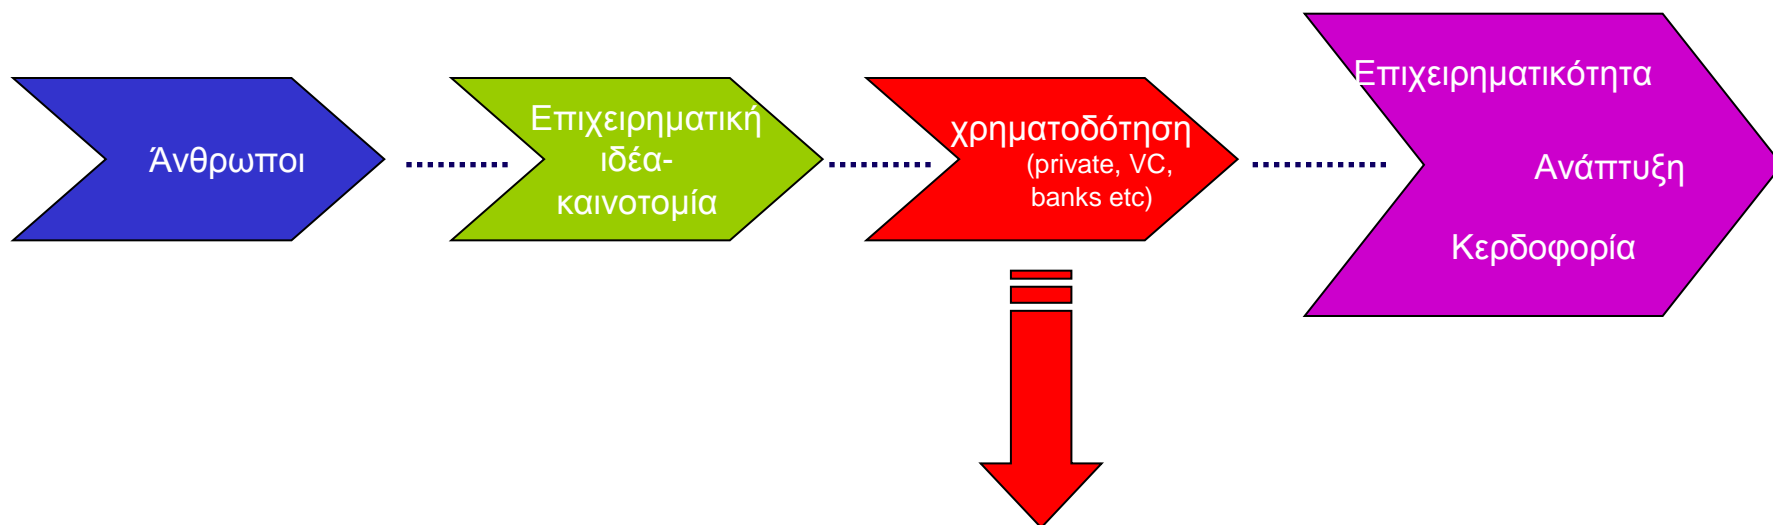 Άνθρωποι
Επιχειρηματική
ιδέα-
καινοτομία
χρηματοδότηση
(private, VC,
banks etc)
Επιχειρηματικότητα
Ανάπτυξη
Κερδοφορία